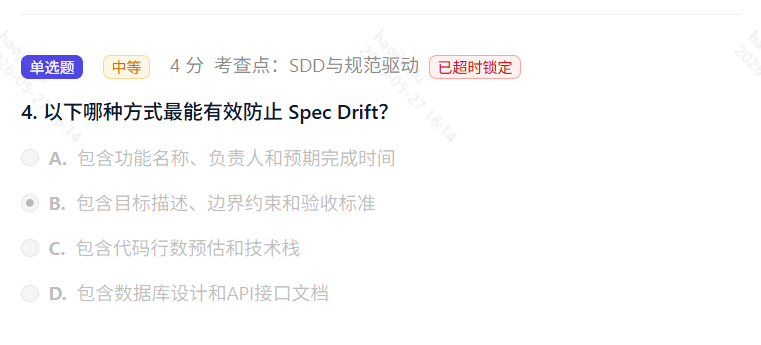 单选题 中等 4 分 考查点：SDD与规范驱动 已超时锁定
4. 以下哪种方式最能有效防止 Spec Drift？
A. 包含功能名称、负责人和预期完成时间
B. 包含目标描述、边界约束和验收标准
C. 包含代码行数预估和技术栈
D. 包含数据库设计和API接口文档